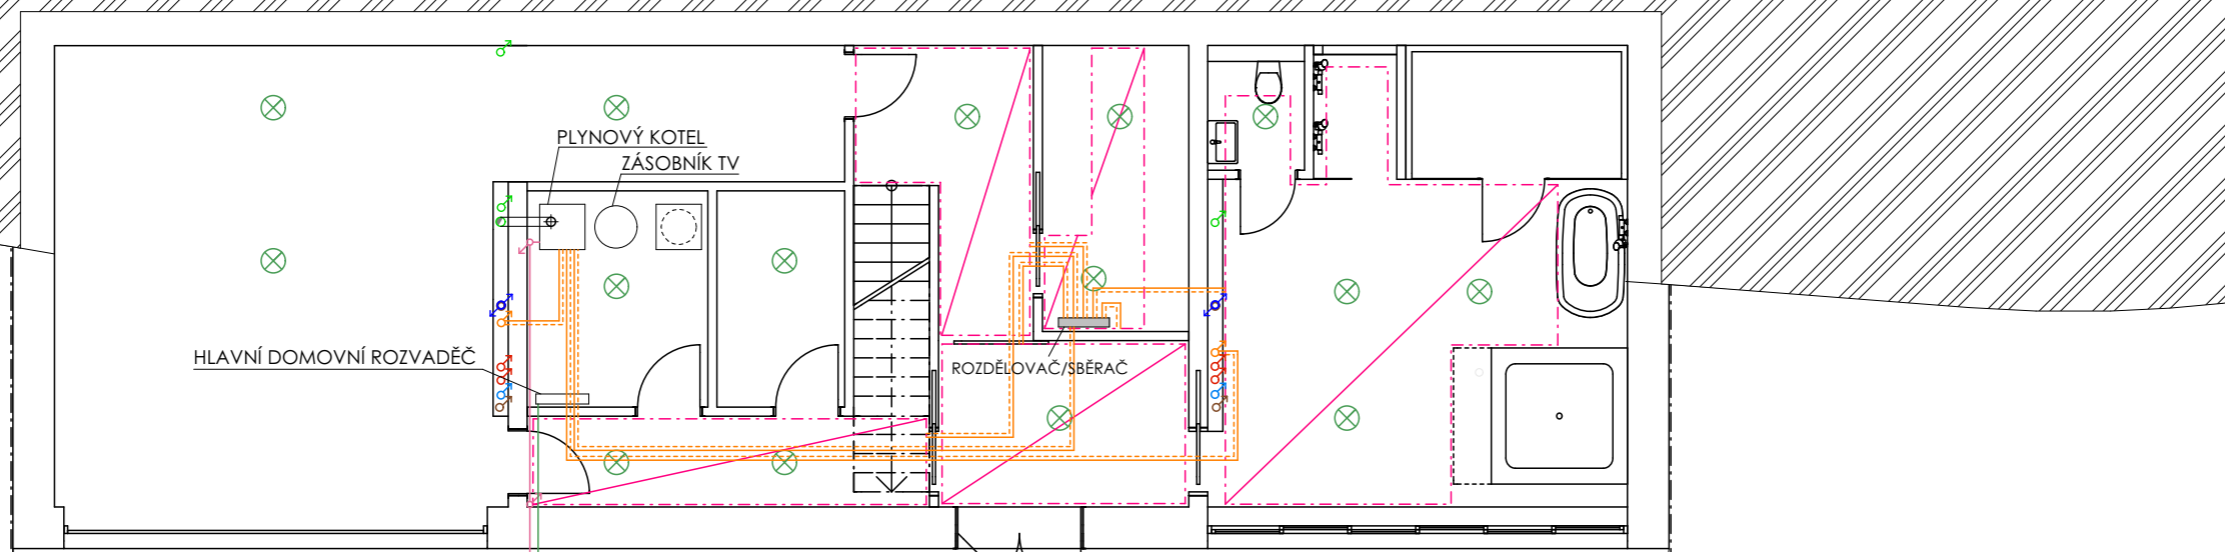 PLYNOVÝ KOTEL
ZÁSOBNÍK TV
HLAVNÍ DOMOVNÍ ROZVADĚČ
ROZDĚLOVAČ/SBĚRAČ